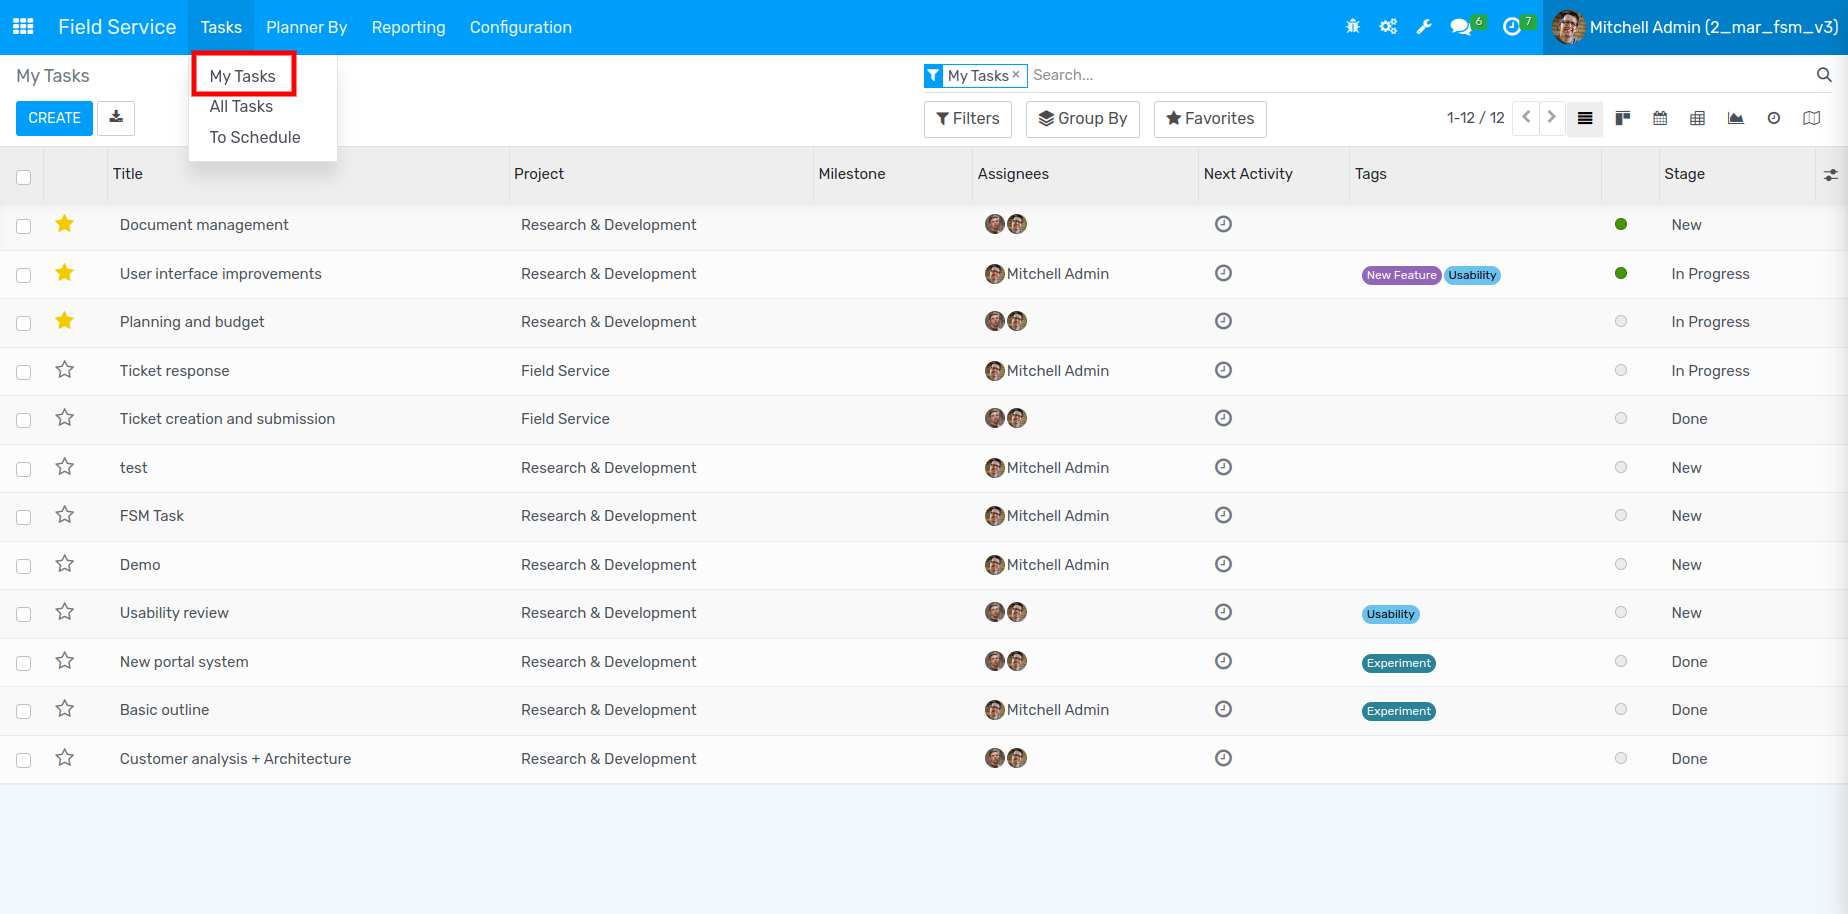 Field Service Tasks Planner By Reporting Configuration 6 7 Mitchell Admin (2_mar_fsm_v3)
My Tasks My Tasks My Tasks × Search...
CREATE All Tasks Filters Group By Favorites 1-12 / 12
To Schedule
Title Project Milestone Assignees Next Activity Tags Stage
Document management Research & Development New
User interface improvements Research & Development Mitchell Admin New Feature Usability In Progress
Planning and budget Research & Development In Progress
Ticket response Field Service Mitchell Admin In Progress
Ticket creation and submission Field Service Done
test Research & Development Mitchell Admin New
FSM Task Research & Development Mitchell Admin New
Demo Research & Development Mitchell Admin New
Usability review Research & Development Usability New
New portal system Research & Development Experiment Done
Basic outline Research & Development Mitchell Admin Experiment Done
Customer analysis + Architecture Research & Development Done